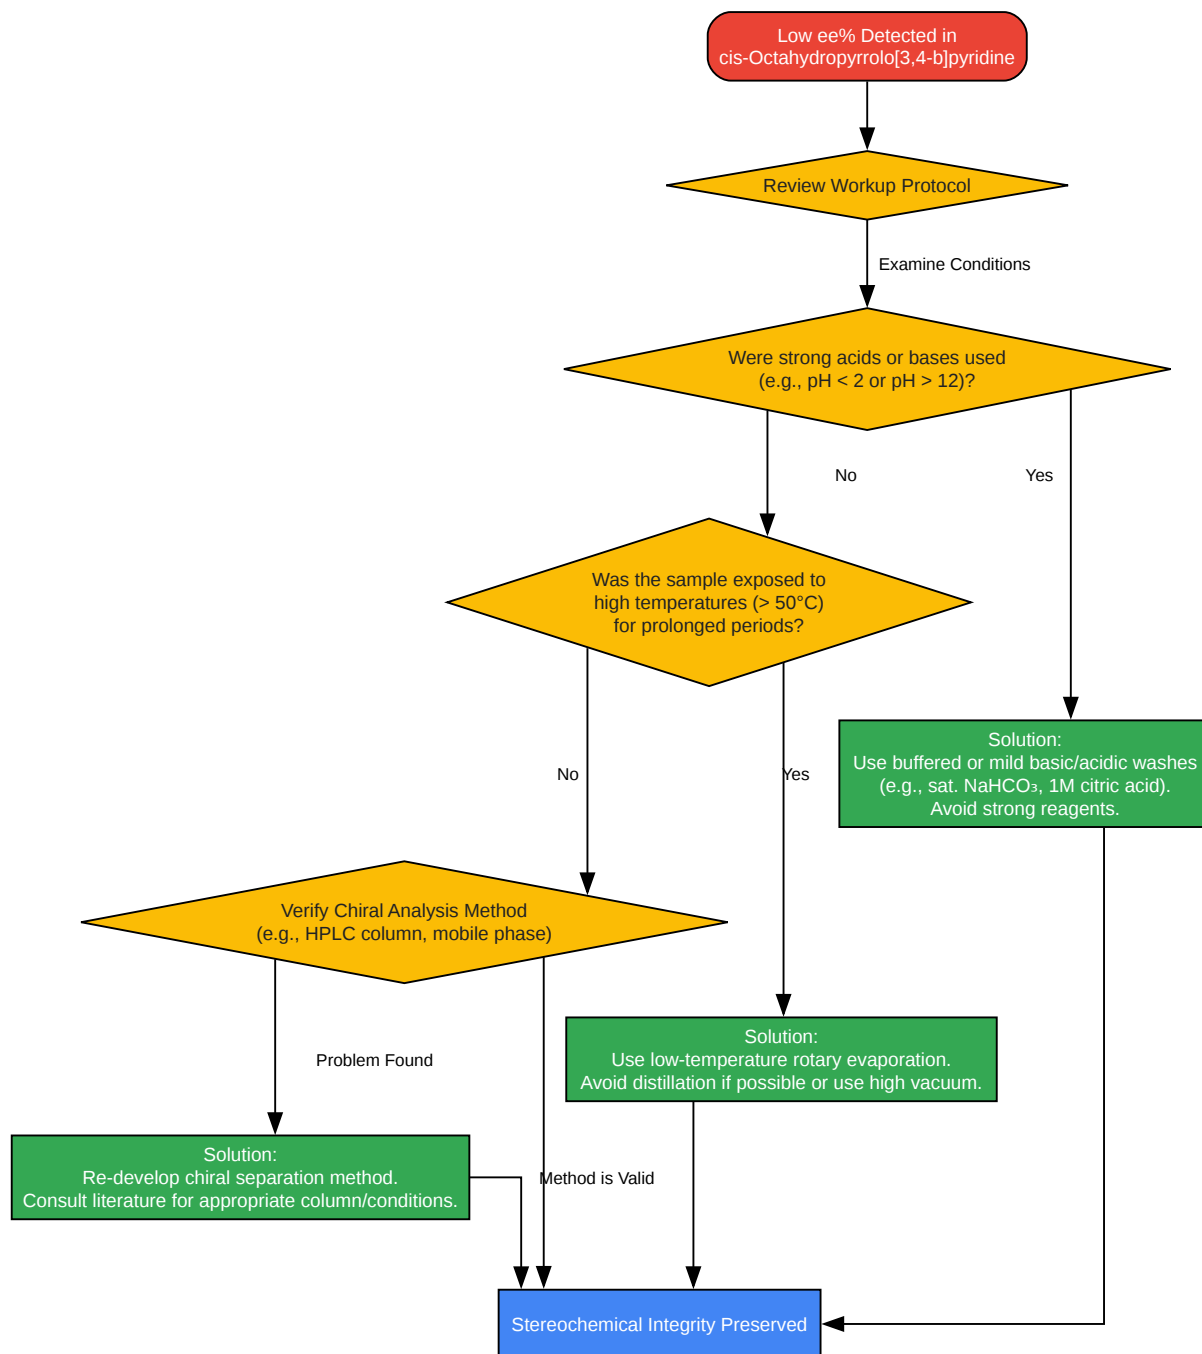 Low ee% Detected in
cis-Octahydropyrrolo[3,4-b]pyridine
Review Workup Protocol
Examine Conditions
Were strong acids or bases used
(e.g., pH < 2 or pH > 12)?
No
Yes
Was the sample exposed to
high temperatures (> 50°C)
for prolonged periods?
Solution:
Use buffered or mild basic/acidic washes
(e.g., sat. NaHCO₃, 1M citric acid).
Avoid strong reagents.
No
Yes
Verify Chiral Analysis Method
(e.g., HPLC column, mobile phase)
Solution:
Use low-temperature rotary evaporation.
Avoid distillation if possible or use high vacuum.
Problem Found
Solution:
Re-develop chiral separation method.
Consult literature for appropriate column/conditions.
Method is Valid
Stereochemical Integrity Preserved